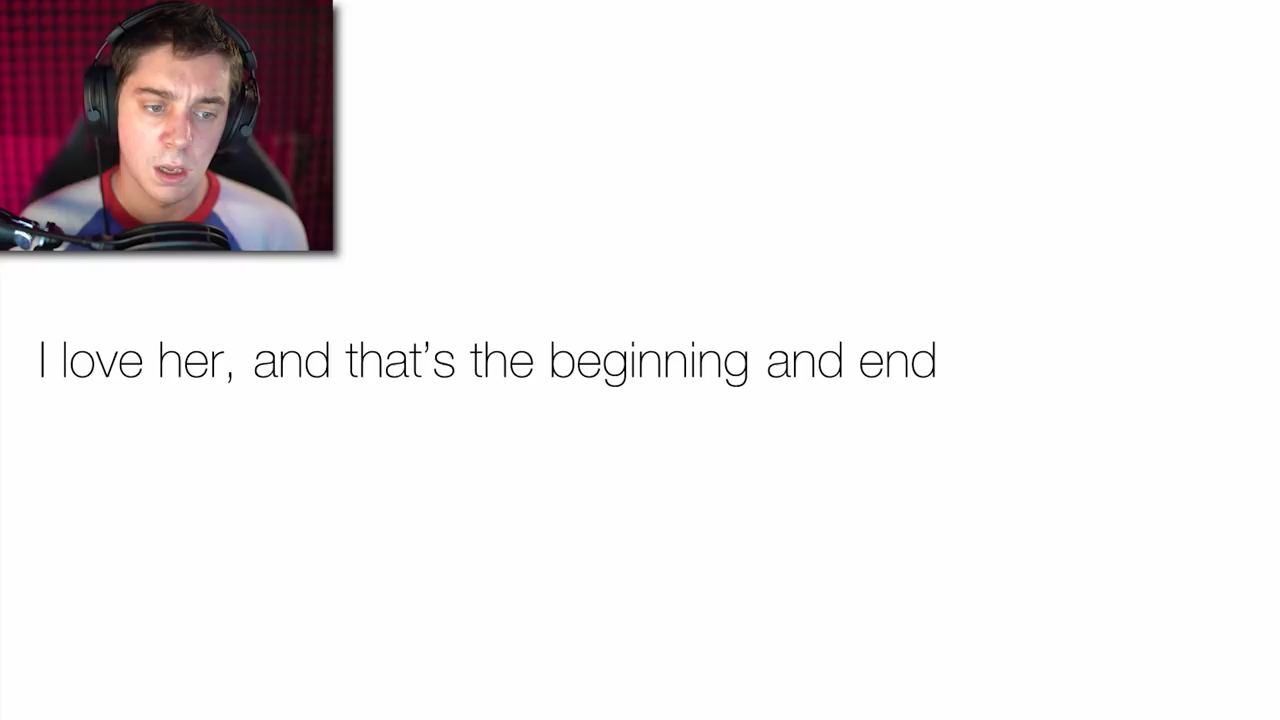 I love her, and that’s the beginning and end